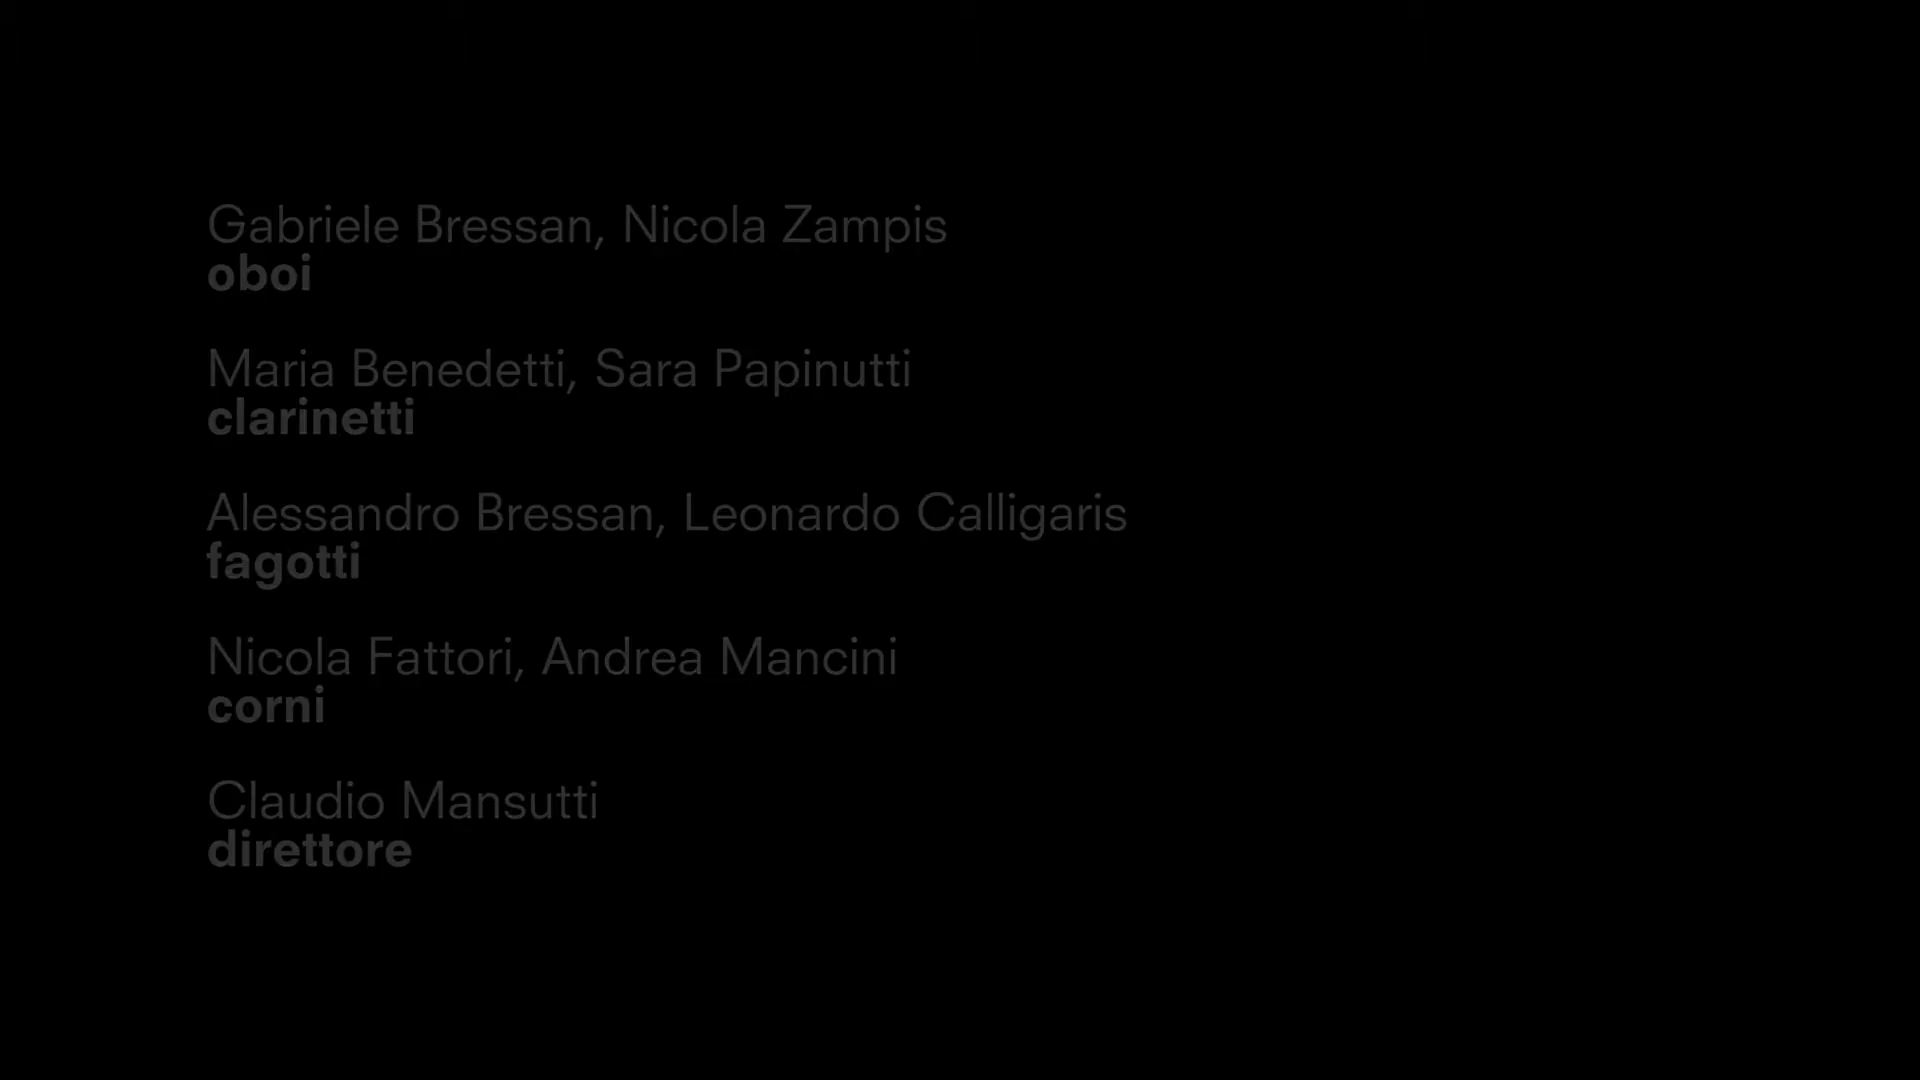 Gabriele Bressan, Nicola Zampis
oboi
Maria Benedetti, Sara Papinutti
clarinetti
Alessandro Bressan, Leonardo Calligaris
fagotti
Nicola Fattori, Andrea Mancini
corni
Claudio Mansutti
direttore